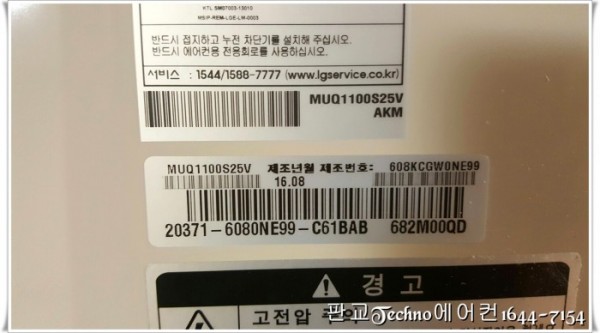 KTL SM07003-13010
MSIP-REM-LGE-LM-0003
반드시 접지하고 누전 차단기를 설치해 주십시오.
반드시 에어컨용 전용회로를 사용하십시오.
서비스 : 1544/1588-7777 (www.lgservice.co.kr)
MUQ1100S25V
AKM
MUQ1100S25V 제조년월 제조번호: 608KCGW0NE99
16.08
20371-6080NE99-C61BAB 682M00QD
경고
고전압 주의
판교Techno에어컨1644-7154